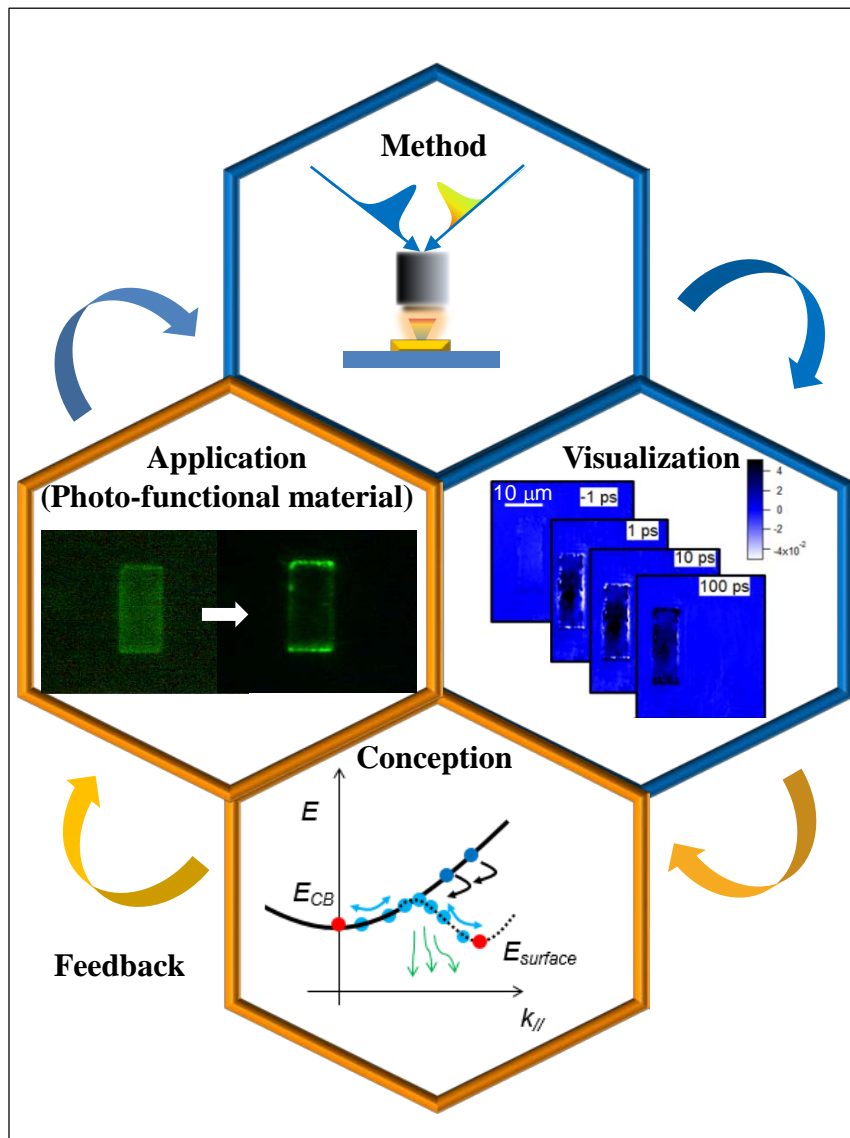 Method
Application
(Photo-functional material)
Visualization
10 μm
-1 ps
1 ps
10 ps
100 ps
4
2
0
-2
-4x10⁻²
Conception
E
E_CB
E_surface
k_//
Feedback